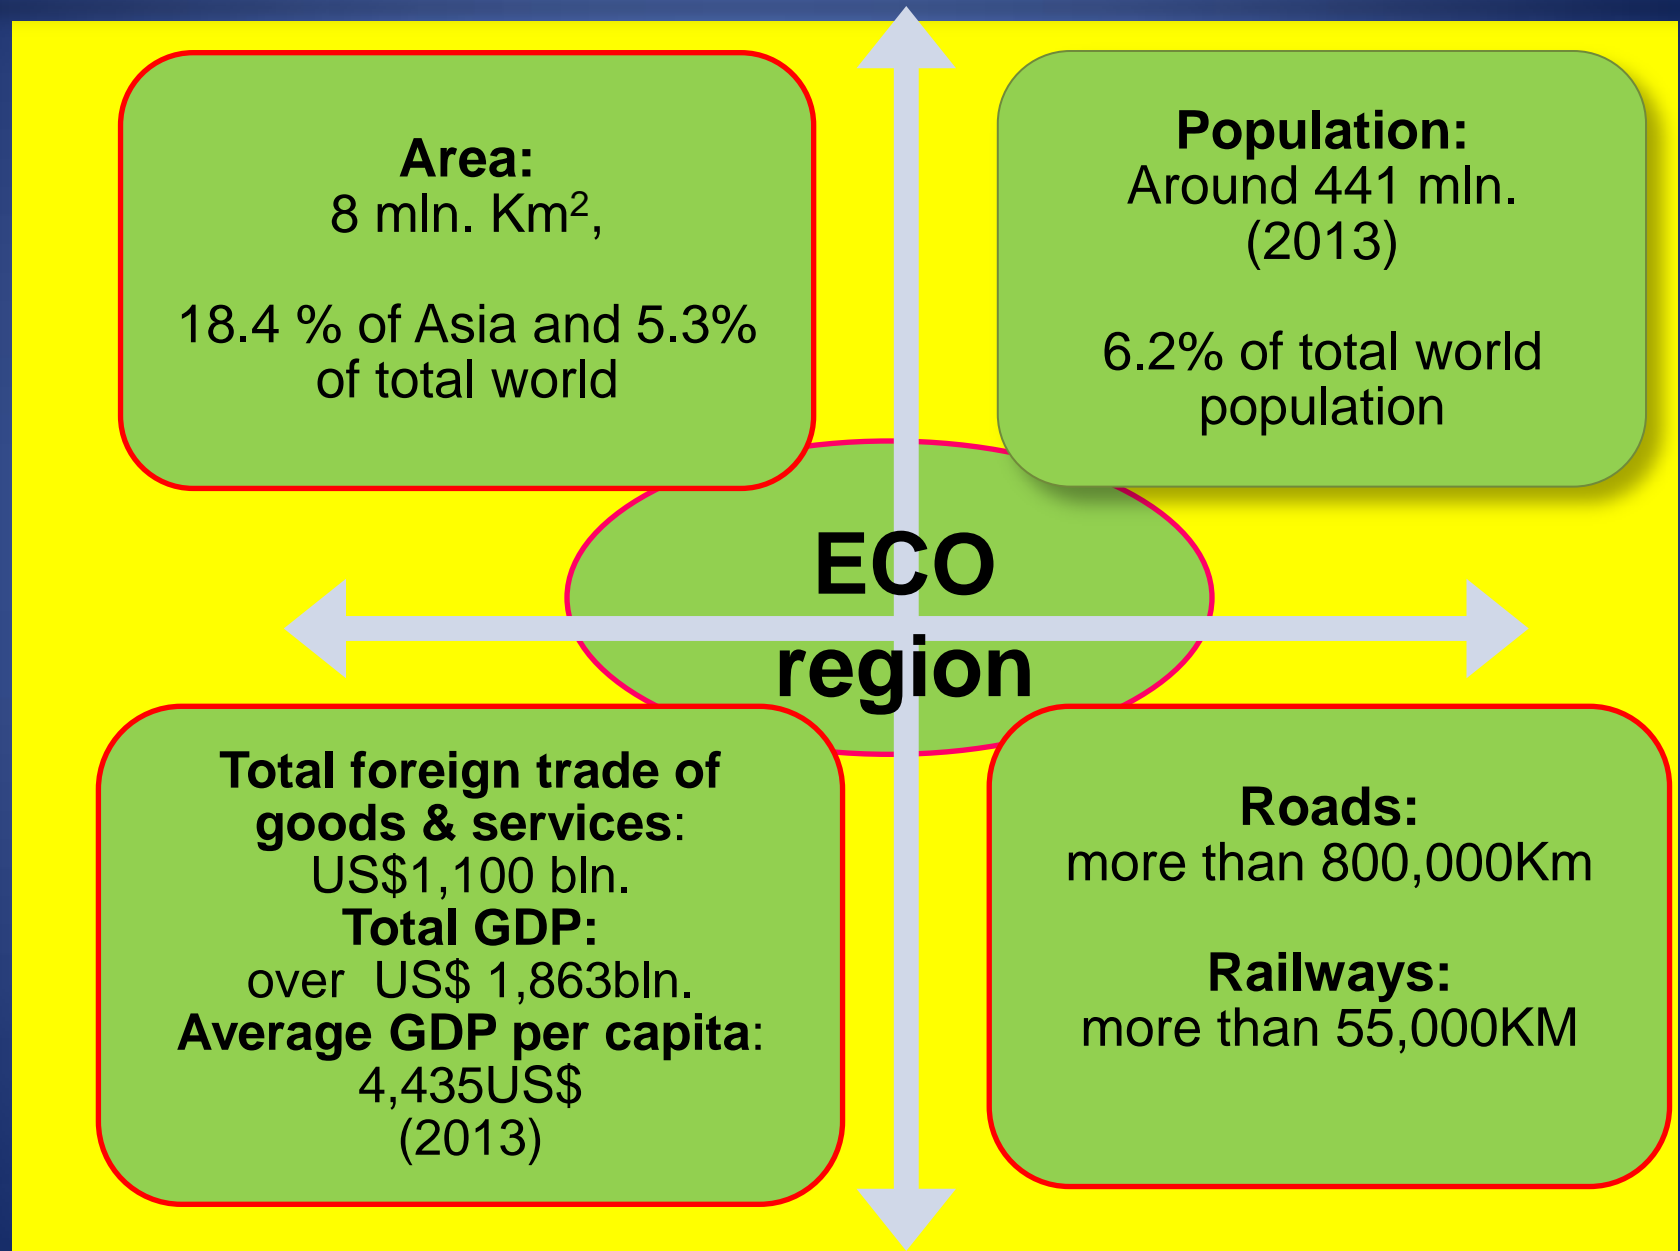 Area:
8 mln. Km²,
18.4 % of Asia and 5.3%
of total world
Population:
Around 441 mln.
(2013)
6.2% of total world
population
ECO
region
Total foreign trade of
goods & services:
US$1,100 bln.
Total GDP:
over  US$ 1,863bln.
Average GDP per capita:
4,435US$
(2013)
Roads:
more than 800,000Km
Railways:
more than 55,000KM